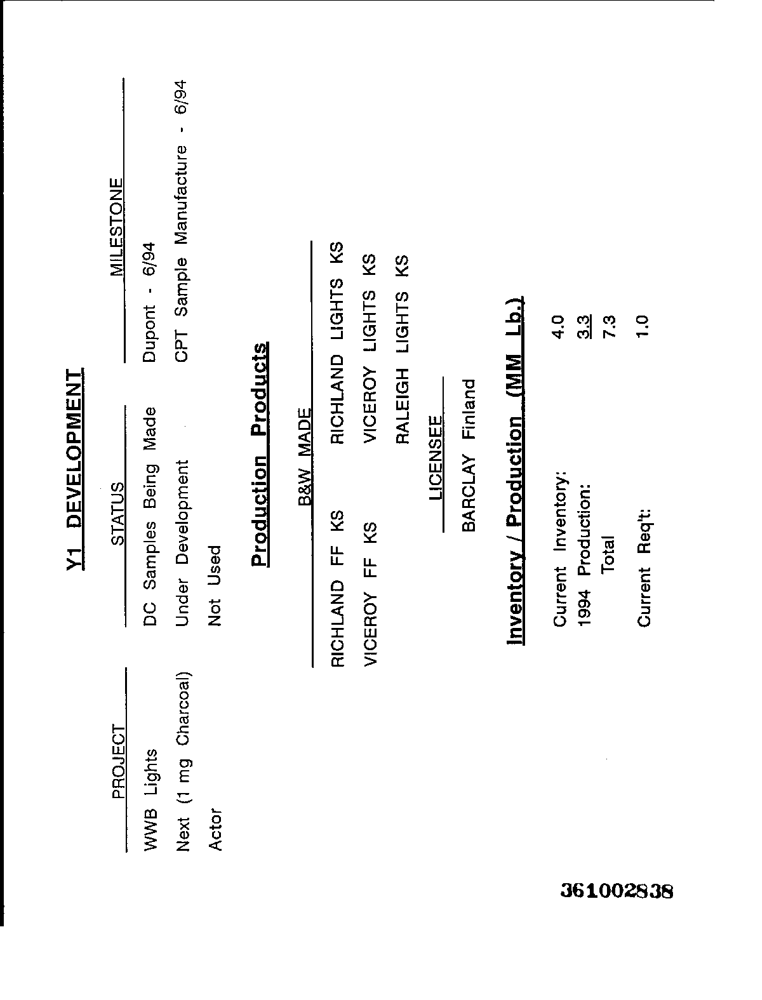 Y1 DEVELOPMENT
PROJECT STATUS MILESTONE
WWB Lights DC Samples Being Made Dupont - 6/94
Next (1 mg Charcoal) Under Development CPT Sample Manufacture - 6/94
Actor Not Used
Production Products
B&W MADE
RICHLAND FF KS RICHLAND LIGHTS KS
VICEROY FF KS VICEROY LIGHTS KS
RALEIGH LIGHTS KS
LICENSEE
BARCLAY Finland
Inventory / Production (MM Lb.)
Current Inventory: 4.0
1994 Production: 3.3
Total 7.3
Current Req't: 1.0
361002838